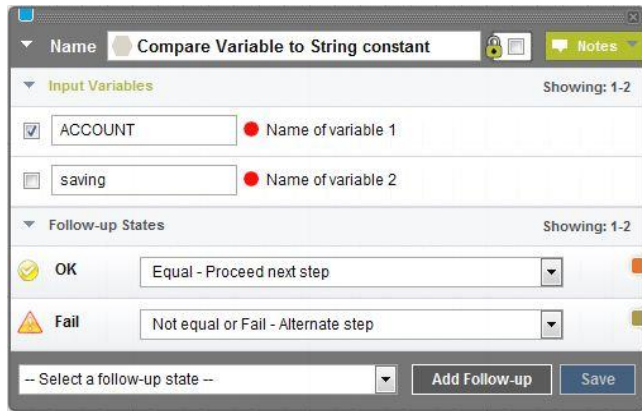 Name Compare Variable to String constant Notes
Input Variables Showing: 1-2
ACCOUNT Name of variable 1
saving Name of variable 2
Follow-up States Showing: 1-2
OK Equal - Proceed next step
Fail Not equal or Fail - Alternate step
-- Select a follow-up state -- Add Follow-up Save